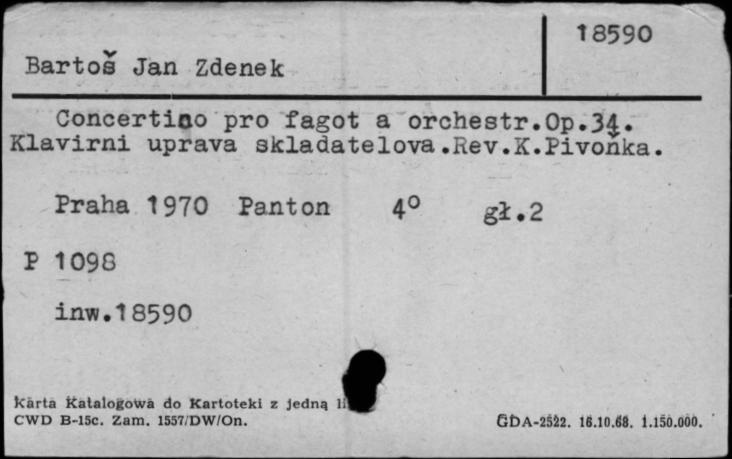 18590
Bartoš Jan Zdenek
Concertino pro fagot a orchestr.Op.34.
Klavirni uprava skladatelova.Rev.K.Pivoňka.
Praha 1970 Panton 4° gł.2
P 1098
inw.18590
Karta Katalogowa do Kartoteki z jedną
CWD B-15c. Zam. 1557/DW/On.
GDA-2522. 16.10.68. 1.150.000.